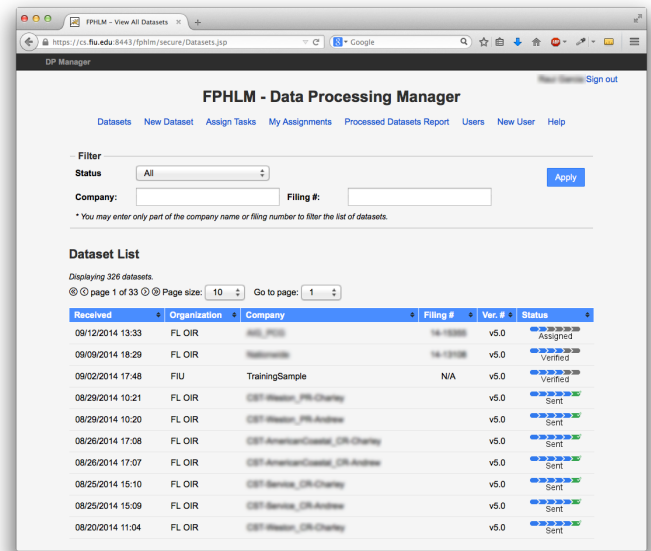 FPHLM - View All Datasets
https://cs.fiu.edu:8443/fphlm/secure/Datasets.jsp
Google
DP Manager
Sign out
FPHLM - Data Processing Manager
Datasets New Dataset Assign Tasks My Assignments Processed Datasets Report Users New User Help
Filter
Status All
Apply
Company: Filing #:
* You may enter only part of the company name or filing number to filter the list of datasets.
Dataset List
Displaying 326 datasets.
page 1 of 33 Page size: 10 Go to page: 1
Received Organization Company Filing # Ver. # Status
09/12/2014 13:33 FL OIR v5.0 Assigned
09/09/2014 18:29 FL OIR v5.0 Verified
09/02/2014 17:48 FIU TrainingSample N/A v5.0 Verified
08/29/2014 10:21 FL OIR v5.0 Sent
08/29/2014 10:20 FL OIR v5.0 Sent
08/26/2014 17:08 FL OIR v5.0 Sent
08/26/2014 17:07 FL OIR v5.0 Sent
08/25/2014 15:10 FL OIR v5.0 Sent
08/25/2014 15:09 FL OIR v5.0 Sent
08/20/2014 11:04 FL OIR v5.0 Sent